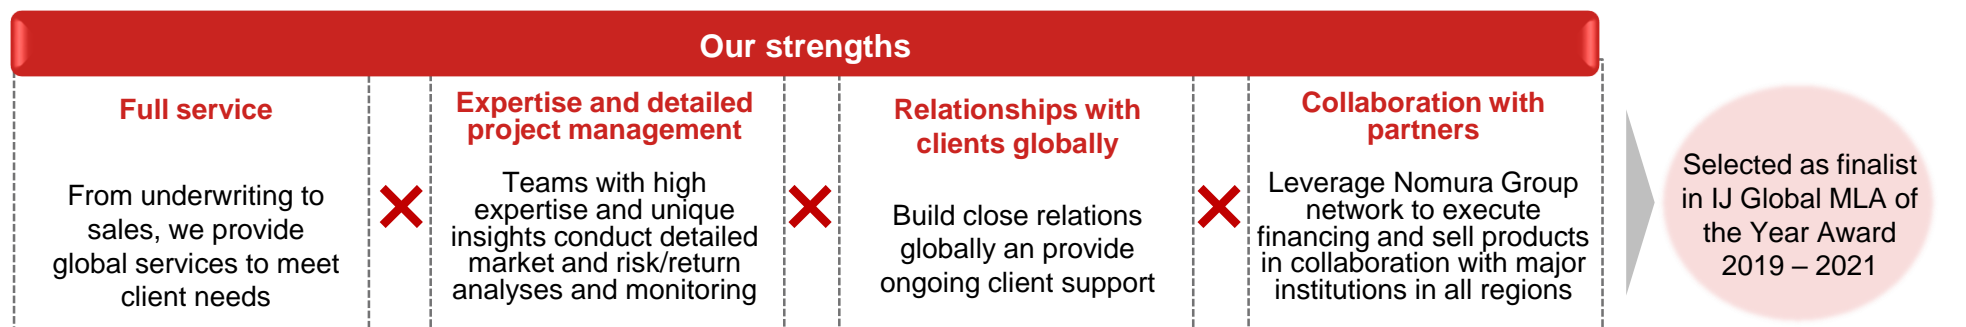 Our strengths
Full service
From underwriting to
sales, we provide
global services to meet
client needs
Expertise and detailed
project management
Teams with high
expertise and unique
insights conduct detailed
market and risk/return
analyses and monitoring
Relationships with
clients globally
Build close relations
globally an provide
ongoing client support
Collaboration with
partners
Leverage Nomura Group
network to execute
financing and sell products
in collaboration with major
institutions in all regions
Selected as finalist
in IJ Global MLA of
the Year Award
2019 – 2021